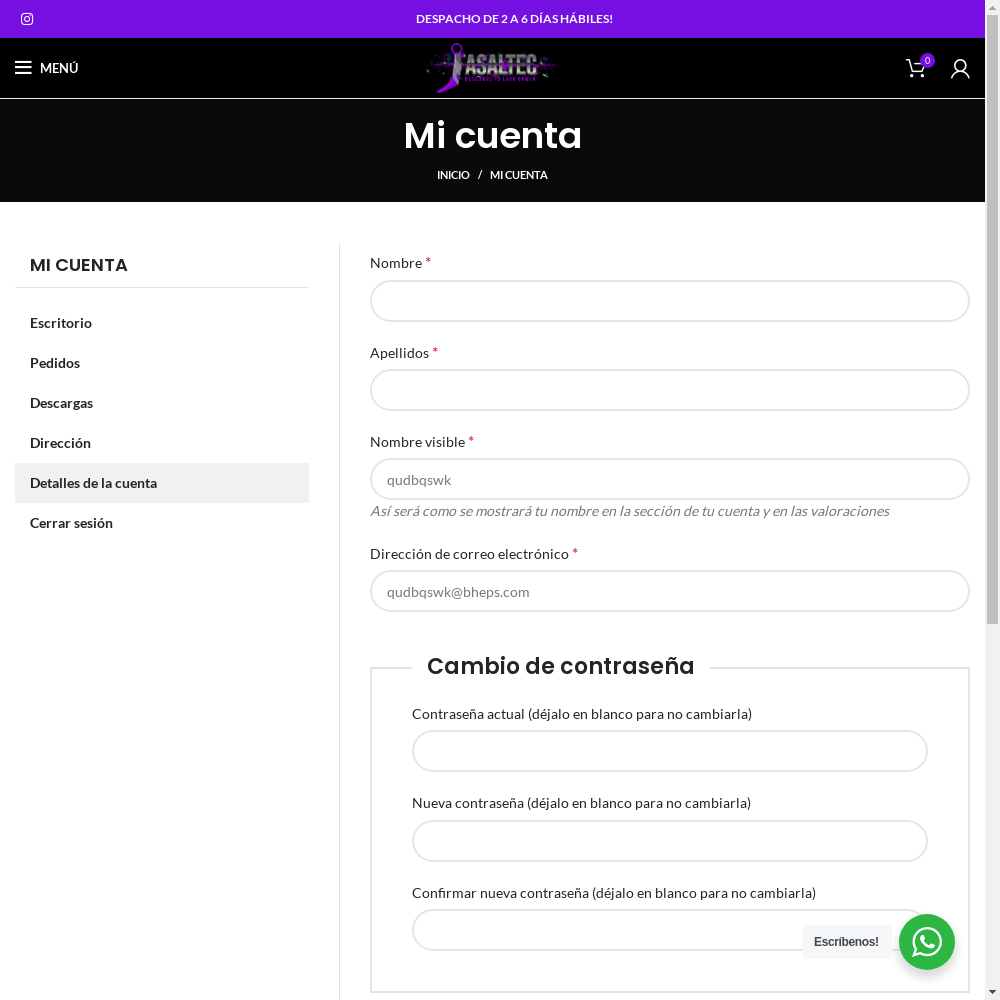 DESPACHO DE 2 A 6 DÍAS HÁBILES!
MENÚ
ASALTEC
0
Mi cuenta
INICIO / MI CUENTA
MI CUENTA
Escritorio
Pedidos
Descargas
Dirección
Detalles de la cuenta
Cerrar sesión
Nombre *
Apellidos *
Nombre visible *
qudbqswk
Así será como se mostrará tu nombre en la sección de tu cuenta y en las valoraciones
Dirección de correo electrónico *
qudbqswk@bheps.com
Cambio de contraseña
Contraseña actual (déjalo en blanco para no cambiarla)
Nueva contraseña (déjalo en blanco para no cambiarla)
Confirmar nueva contraseña (déjalo en blanco para no cambiarla)
Escríbenos!